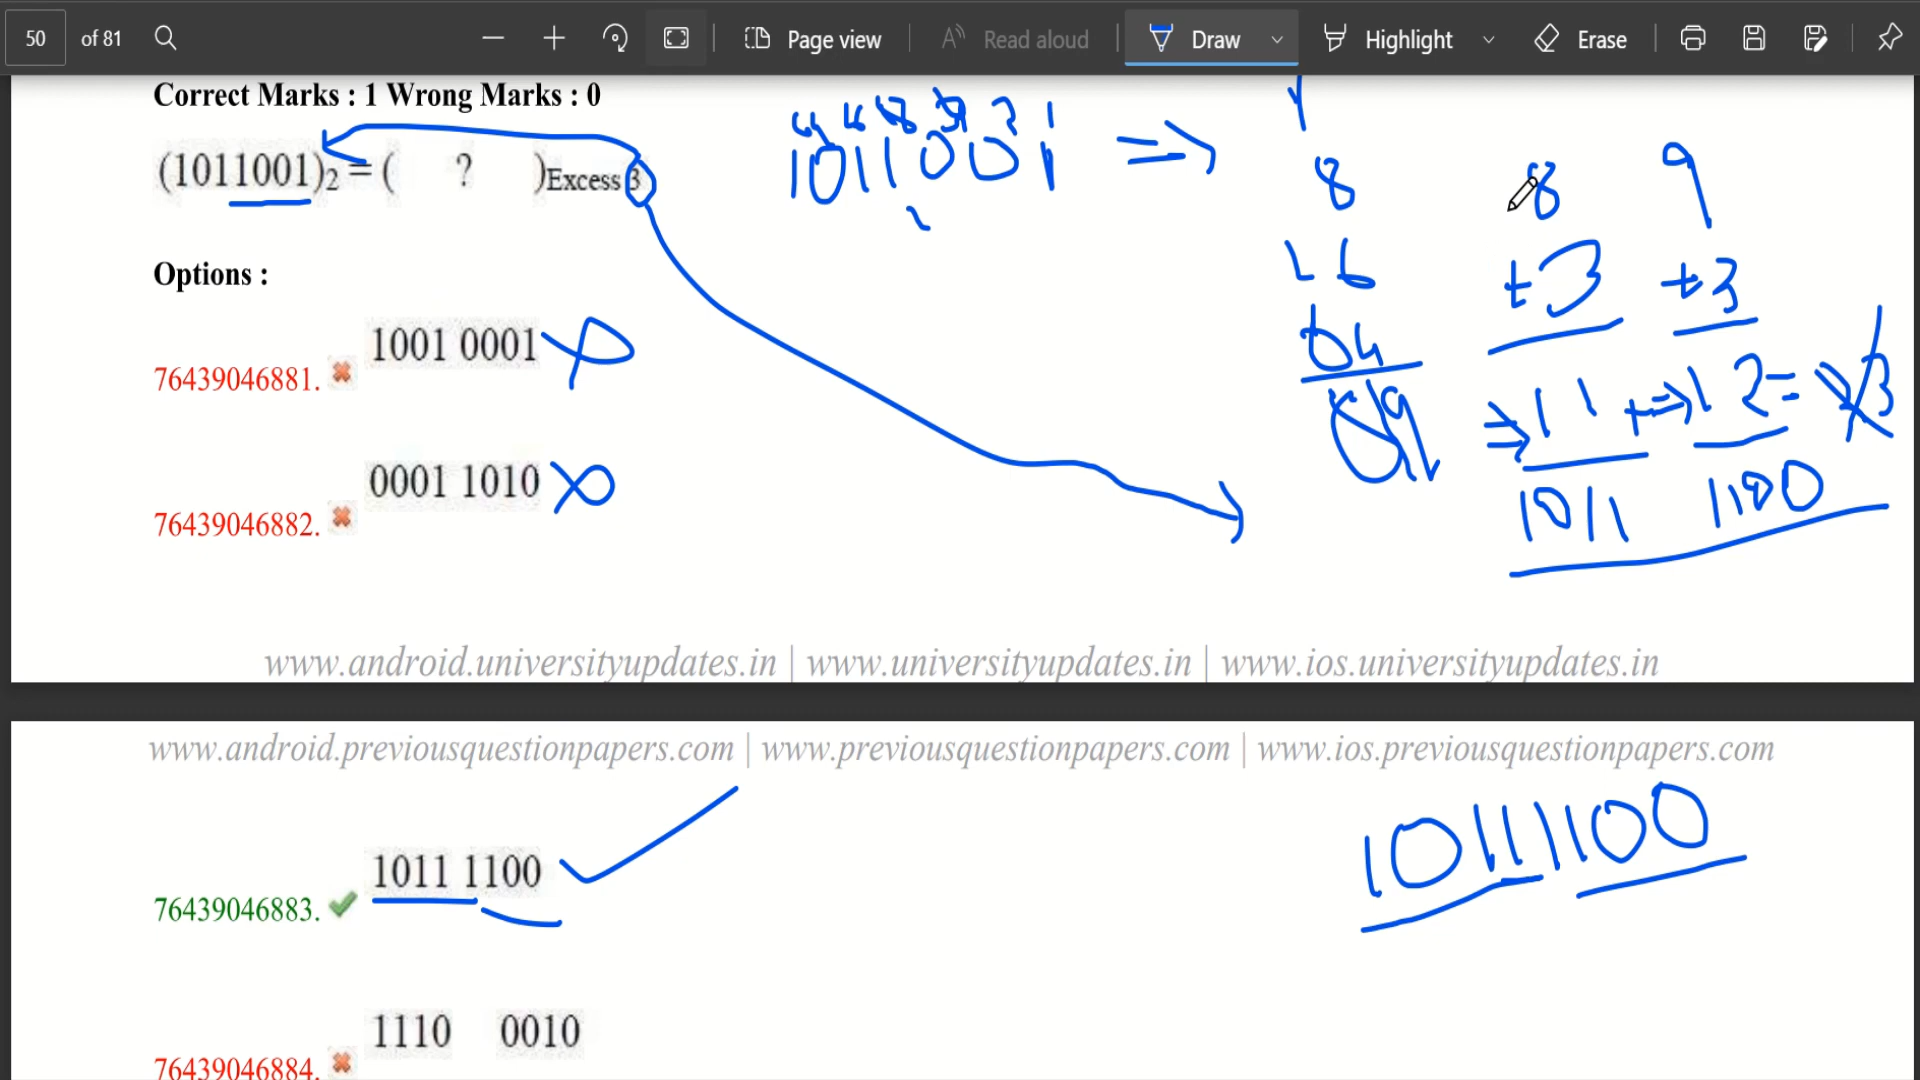 50 of 81 Page view Read aloud Draw Highlight Erase
Correct Marks : 1 Wrong Marks : 0
(1011001)2 = ( ? )Excess 3
1011001 ⇒
8 8 9
16 +3 +3
64
89 ⇒ 11 ⇒ 12 =
1011 1100
Options :
1001 0001
76439046881.
0001 1010
76439046882.
www.android.universityupdates.in | www.universityupdates.in | www.ios.universityupdates.in
www.android.previousquestionpapers.com | www.previousquestionpapers.com | www.ios.previousquestionpapers.com
10111100
1011 1100
76439046883.
1110 0010
76439046884.